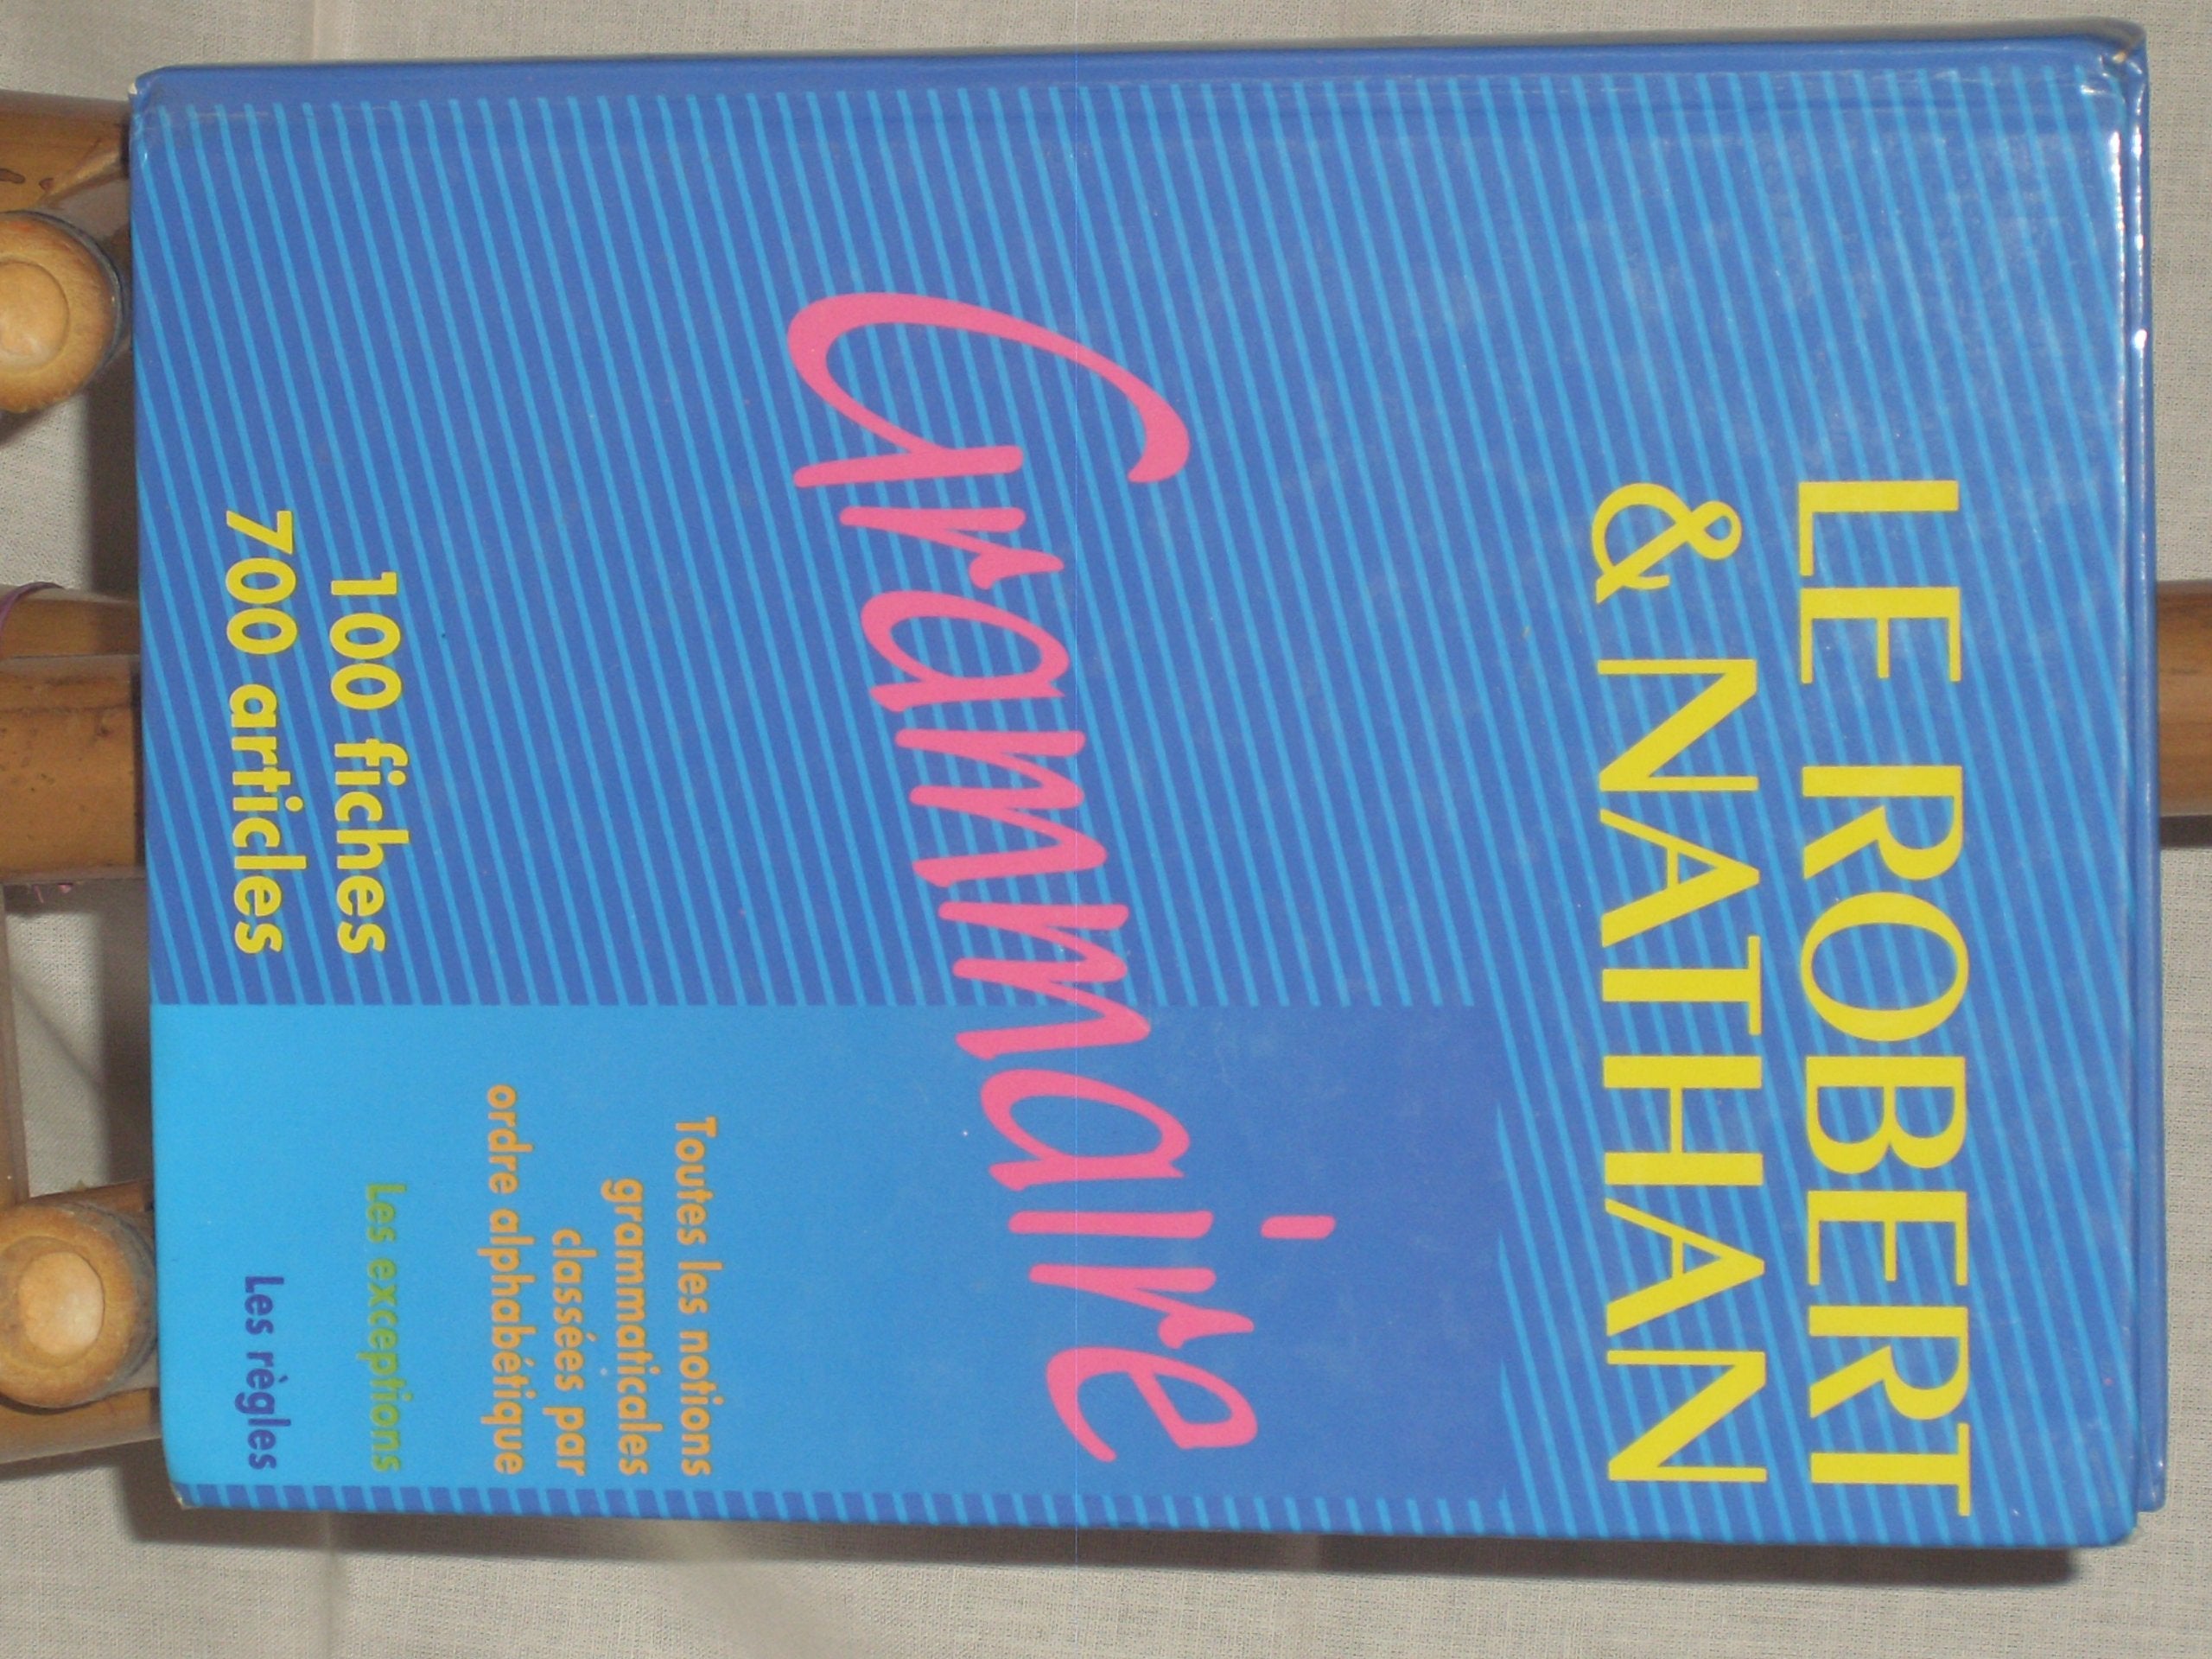 LE ROBERT
& NATHAN
Grammaire
Toutes les notions
grammaticales
classées par
ordre alphabétique
Les exceptions
Les règles
100 fiches
700 articles